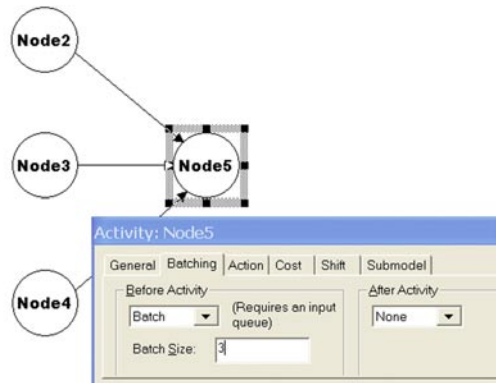 Node2
Node3
Node5
Activity: Node5
General Batching Action Cost Shift Submodel
Before Activity
After Activity
Batch
(Requires an input
queue)
None
Batch Size: 3
Node4